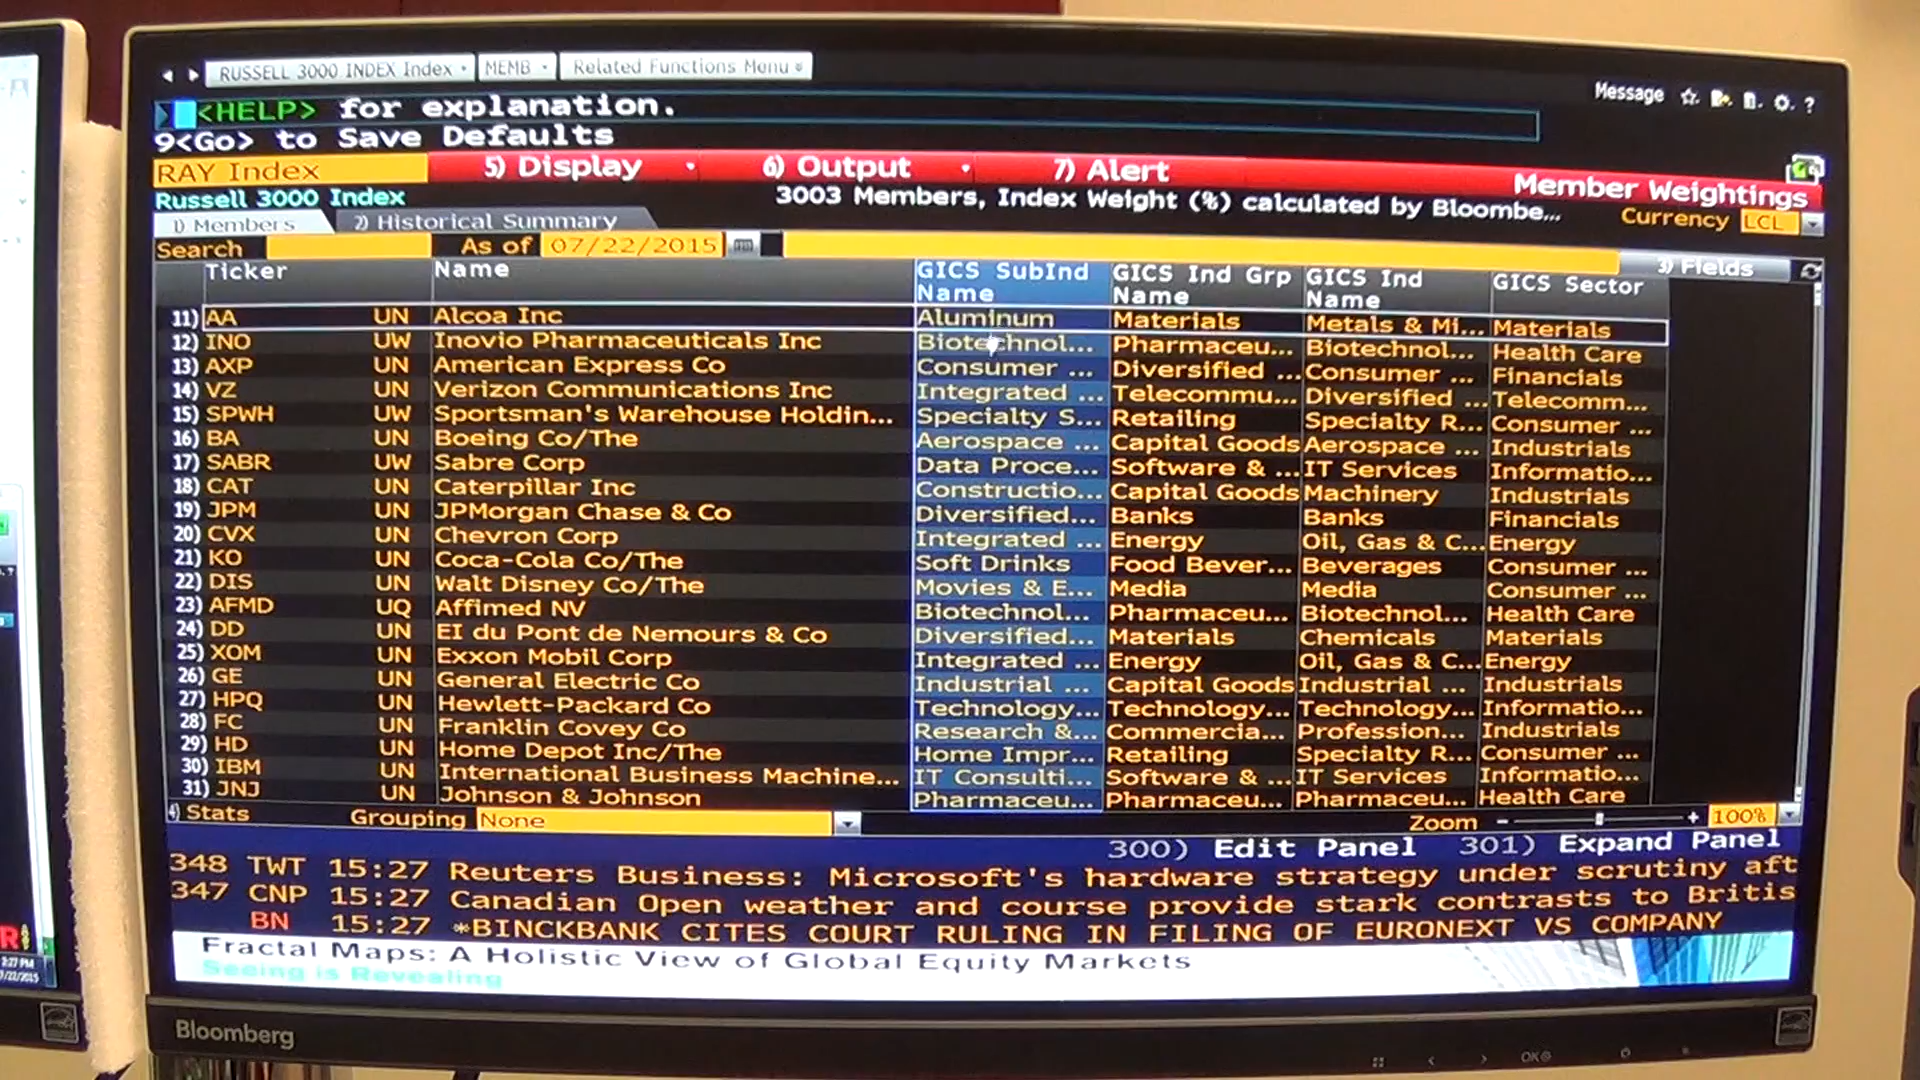 RUSSELL 3000 INDEX Index MEMB Related Functions Menu
Message ?
<HELP> for explanation.
9<Go> to Save Defaults
RAY Index 5) Display 6) Output 7) Alert Member Weightings
Russell 3000 Index 3003 Members, Index Weight (%) calculated by Bloombe...
1) Members 2) Historical Summary Currency LCL
Search As of 07/22/2015 3) Fields
Ticker Name GICS SubInd Name GICS Ind Grp Name GICS Ind Name GICS Sector
11) AA UN Alcoa Inc Aluminum Materials Metals & Mi... Materials
12) INO UW Inovio Pharmaceuticals Inc Biotechnol... Pharmaceu... Biotechnol... Health Care
13) AXP UN American Express Co Consumer ... Diversified ... Consumer ... Financials
14) VZ UN Verizon Communications Inc Integrated ... Telecommu... Diversified ... Telecomm...
15) SPWH UW Sportsman's Warehouse Holdin... Specialty S... Retailing Specialty R... Consumer ...
16) BA UN Boeing Co/The Aerospace ... Capital Goods Aerospace ... Industrials
17) SABR UW Sabre Corp Data Proce... Software & ... IT Services Informatio...
18) CAT UN Caterpillar Inc Constructio... Capital Goods Machinery Industrials
19) JPM UN JPMorgan Chase & Co Diversified... Banks Banks Financials
20) CVX UN Chevron Corp Integrated ... Energy Oil, Gas & C... Energy
21) KO UN Coca-Cola Co/The Soft Drinks Food Bever... Beverages Consumer ...
22) DIS UN Walt Disney Co/The Movies & E... Media Media Consumer ...
23) AFMD UQ Affimed NV Biotechnol... Pharmaceu... Biotechnol... Health Care
24) DD UN EI du Pont de Nemours & Co Diversified... Materials Chemicals Materials
25) XOM UN Exxon Mobil Corp Integrated ... Energy Oil, Gas & C... Energy
26) GE UN General Electric Co Industrial ... Capital Goods Industrial ... Industrials
27) HPQ UN Hewlett-Packard Co Technology... Technology... Technology... Informatio...
28) FC UN Franklin Covey Co Research &... Commercia... Profession... Industrials
29) HD UN Home Depot Inc/The Home Impr... Retailing Specialty R... Consumer ...
30) IBM UN International Business Machine... IT Consulti... Software & ... IT Services Informatio...
31) JNJ UN Johnson & Johnson Pharmaceu... Pharmaceu... Pharmaceu... Health Care
4) Stats Grouping None Zoom - + 100%
300) Edit Panel 301) Expand Panel
348 TWT 15:27 Reuters Business: Microsoft's hardware strategy under scrutiny aft
347 CNP 15:27 Canadian Open weather and course provide stark contrasts to Britis
BN 15:27 *BINCKBANK CITES COURT RULING IN FILING OF EURONEXT VS COMPANY
Fractal Maps: A Holistic View of Global Equity Markets
Seeing is Revealing
Bloomberg
OK
R
2:27 PM